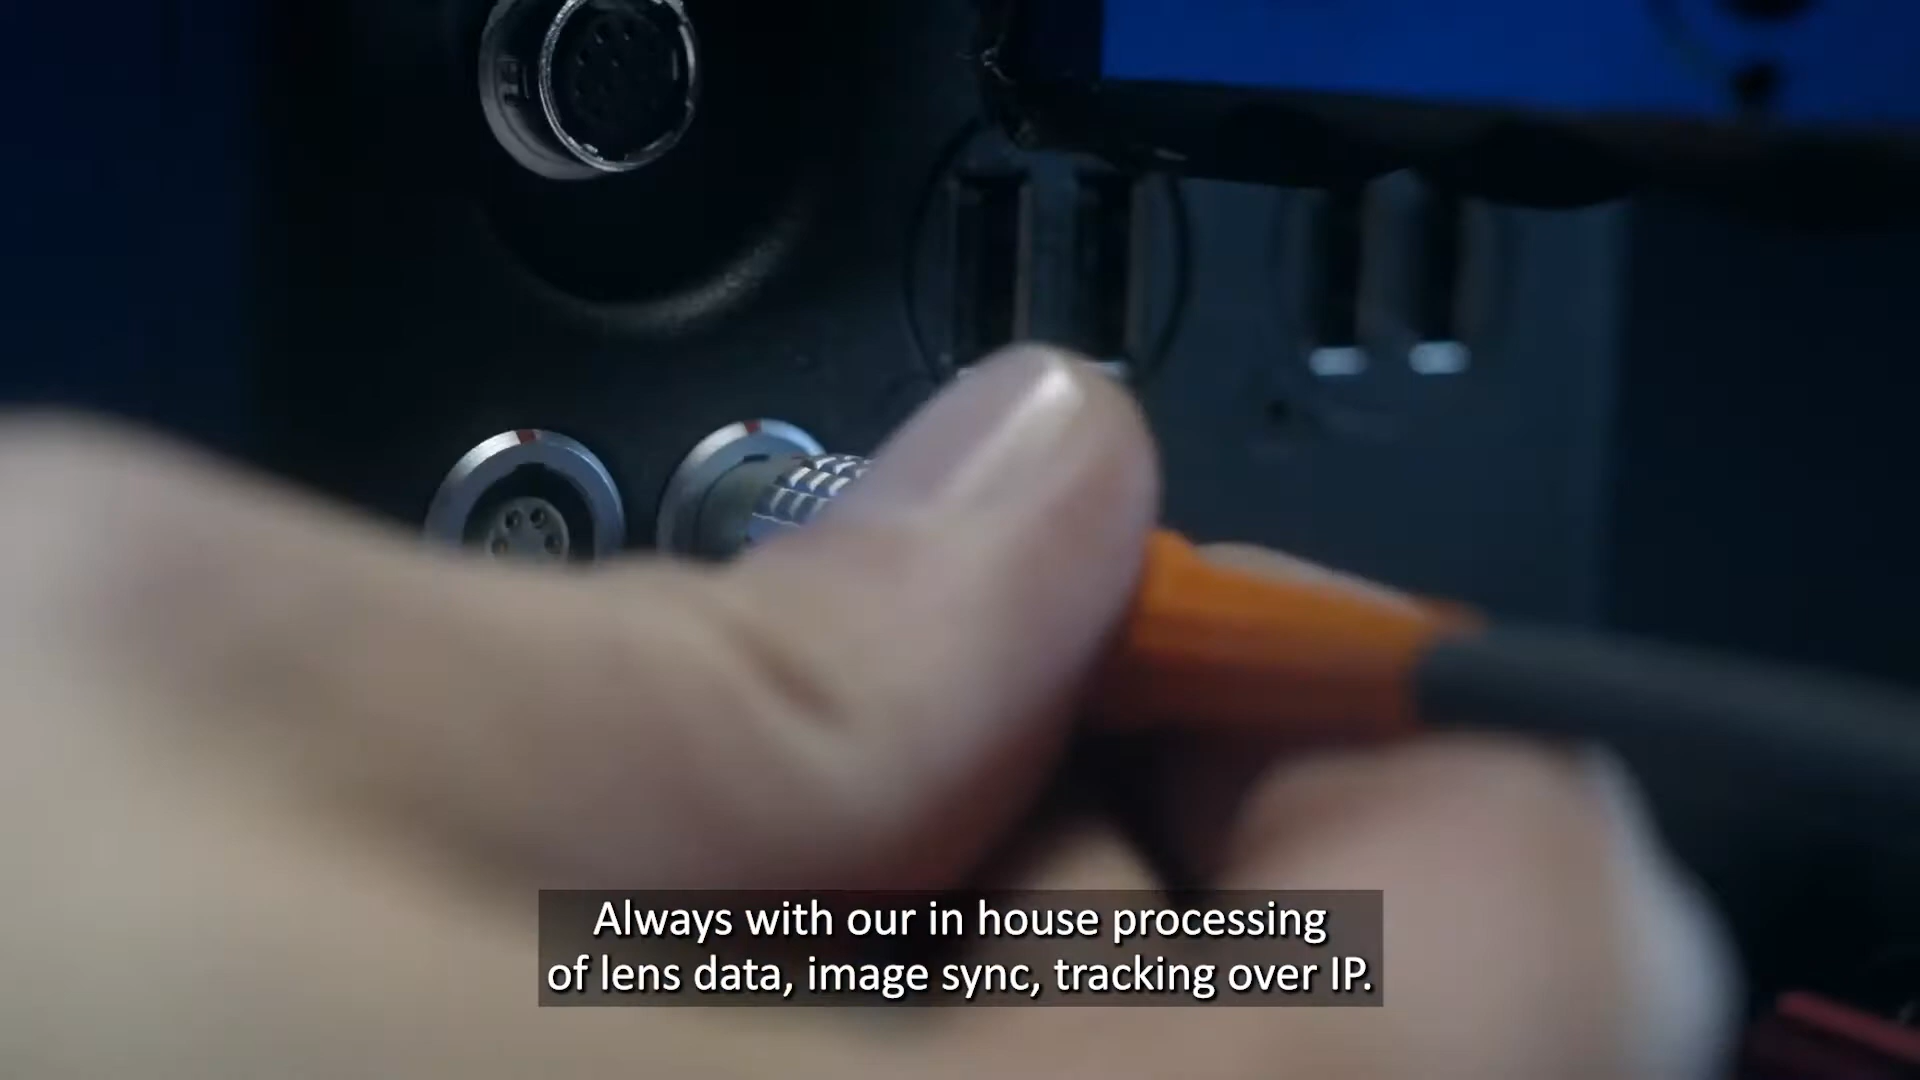 Always with our in house processing
of lens data, image sync, tracking over IP.